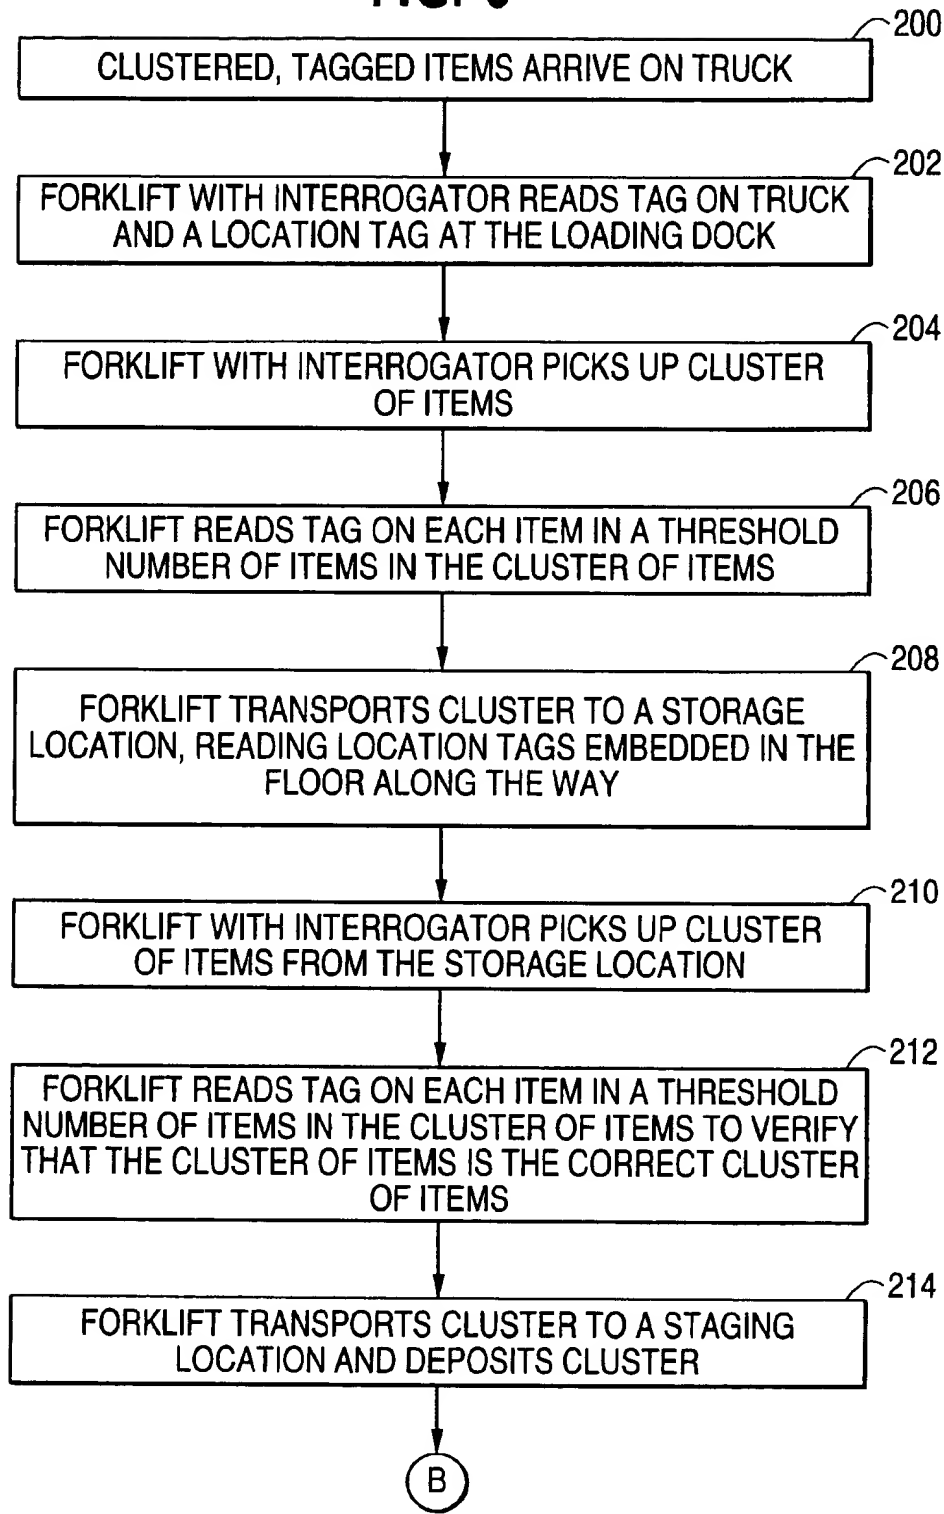 200
CLUSTERED, TAGGED ITEMS ARRIVE ON TRUCK
202
FORKLIFT WITH INTERROGATOR READS TAG ON TRUCK
AND A LOCATION TAG AT THE LOADING DOCK
204
FORKLIFT WITH INTERROGATOR PICKS UP CLUSTER
OF ITEMS
206
FORKLIFT READS TAG ON EACH ITEM IN A THRESHOLD
NUMBER OF ITEMS IN THE CLUSTER OF ITEMS
208
FORKLIFT TRANSPORTS CLUSTER TO A STORAGE
LOCATION, READING LOCATION TAGS EMBEDDED IN THE
FLOOR ALONG THE WAY
210
FORKLIFT WITH INTERROGATOR PICKS UP CLUSTER
OF ITEMS FROM THE STORAGE LOCATION
212
FORKLIFT READS TAG ON EACH ITEM IN A THRESHOLD
NUMBER OF ITEMS IN THE CLUSTER OF ITEMS TO VERIFY
THAT THE CLUSTER OF ITEMS IS THE CORRECT CLUSTER
OF ITEMS
214
FORKLIFT TRANSPORTS CLUSTER TO A STAGING
LOCATION AND DEPOSITS CLUSTER
B